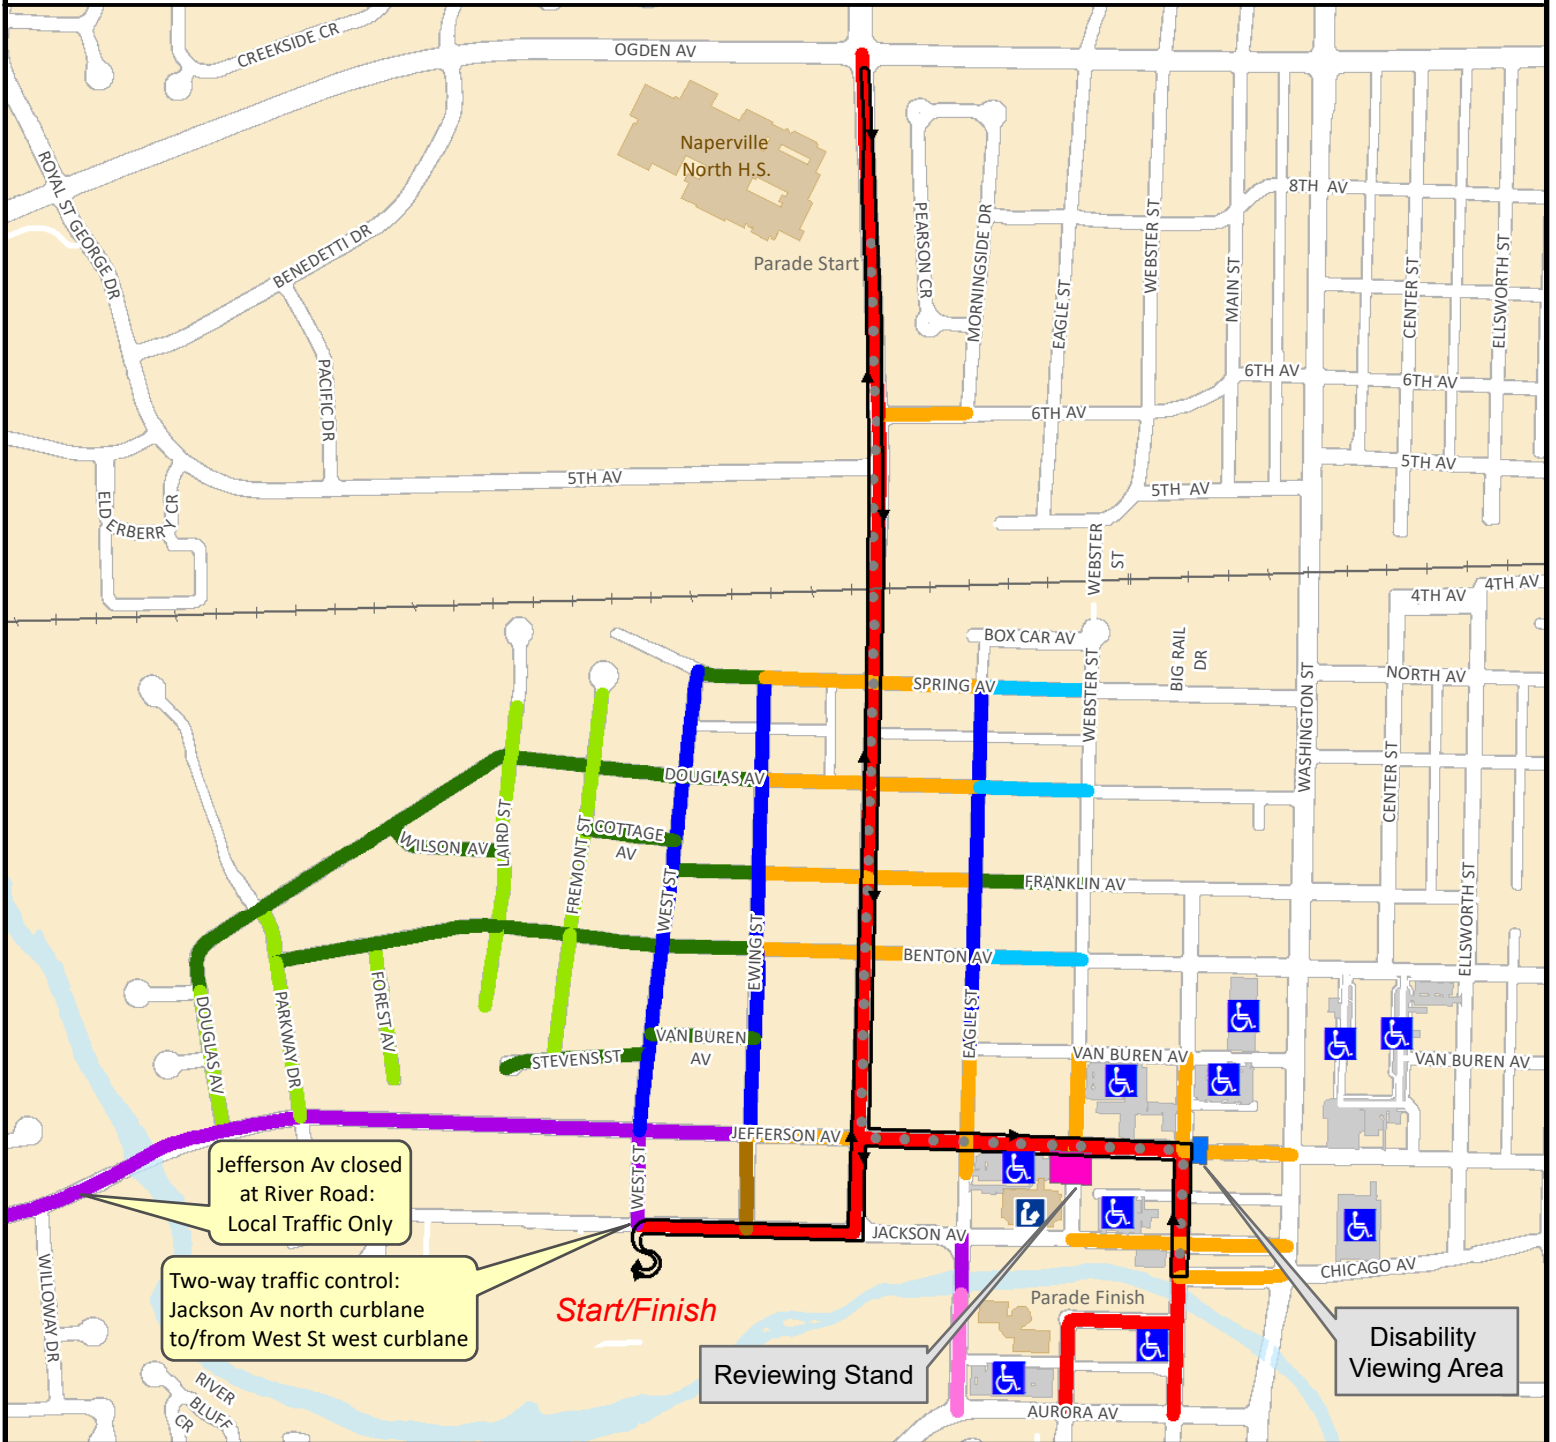 CREEKSIDE CR
OGDEN AV
Naperville
North H.S.
ROYAL ST GEORGE DR
BENEDETTI DR
PEARSON CR
MORNINGSIDE DR
8TH AV
WEBSTER ST
MAIN ST
CENTER ST
ELLSWORTH ST
Parade Start
EAGLE ST
PACIFIC DR
6TH AV
6TH AV
6TH AV
5TH AV
5TH AV
5TH AV
ELDERBERRY CR
WEBSTER
ST
4TH AV
4TH AV
BOX CAR AV
BIG RAIL
DR
WEBSTER ST
WASHINGTON ST
NORTH AV
SPRING AV
DOUGLAS AV
CENTER ST
LAIRD ST
WILSON AV
COTTAGE
AV
FREMONT ST
WEST ST
FRANKLIN AV
ELLSWORTH ST
EWING ST
BENTON AV
DOUGLAS AV
PARKWAY DR
FOREST AV
EAGLE ST
VAN BUREN
AV
STEVENS ST
VAN BUREN AV
VAN BUREN AV
JEFFERSON AV
WEST ST
Jefferson Av closed
at River Road:
Local Traffic Only
JACKSON AV
CHICAGO AV
WILLOWAY DR
Two-way traffic control:
Jackson Av north curblane
to/from West St west curblane
Start/Finish
Parade Finish
Disability
Viewing Area
Reviewing Stand
RIVER
BLUFF
CR
AURORA AV